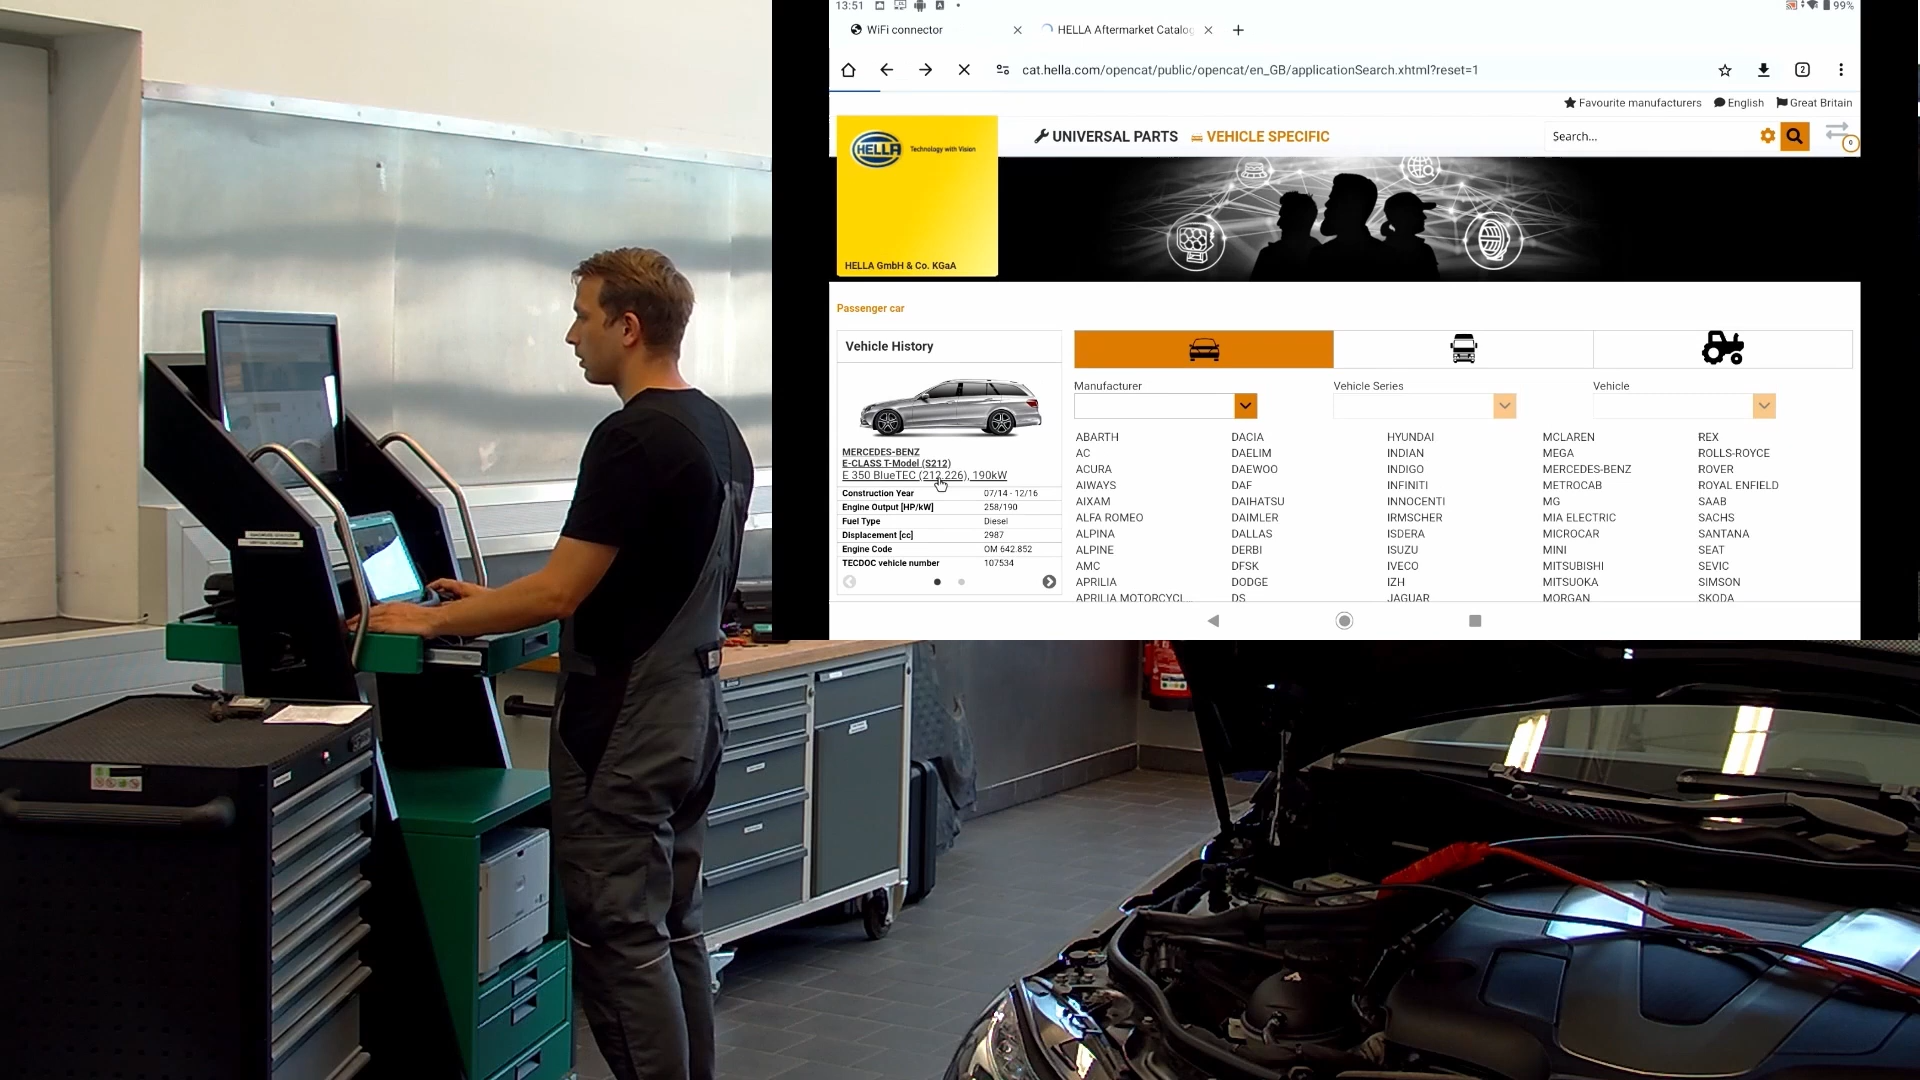 13:51
99%
WiFi connector
HELLA Aftermarket Catalog
cat.hella.com/opencat/public/opencat/en_GB/applicationSearch.xhtml?reset=1
2
Favourite manufacturers English Great Britain
HELLA Technology with Vision
UNIVERSAL PARTS VEHICLE SPECIFIC
Search...
0
HELLA GmbH & Co. KGaA
Passenger car
Vehicle History
Manufacturer Vehicle Series Vehicle
MERCEDES-BENZ
E-CLASS T-Model (S212)
E 350 BlueTEC (212.226), 190kW
Construction Year 07/14 - 12/16
Engine Output [HP/kW] 258/190
Fuel Type Diesel
Displacement [cc] 2987
Engine Code OM 642.852
TECDOC vehicle number 107534
ABARTH DACIA HYUNDAI MCLAREN REX
AC DAELIM INDIAN MEGA ROLLS-ROYCE
ACURA DAEWOO INDIGO MERCEDES-BENZ ROVER
AIWAYS DAF INFINITI METROCAB ROYAL ENFIELD
AIXAM DAIHATSU INNOCENTI MG SAAB
ALFA ROMEO DAIMLER IRMSCHER MIA ELECTRIC SACHS
ALPINA DALLAS ISDERA MICROCAR SANTANA
ALPINE DERBI ISUZU MINI SEAT
AMC DFSK IVECO MITSUBISHI SEVIC
APRILIA DODGE IZH MITSUOKA SIMSON
APRILIA MOTORCYCL... DS JAGUAR MORGAN SKODA